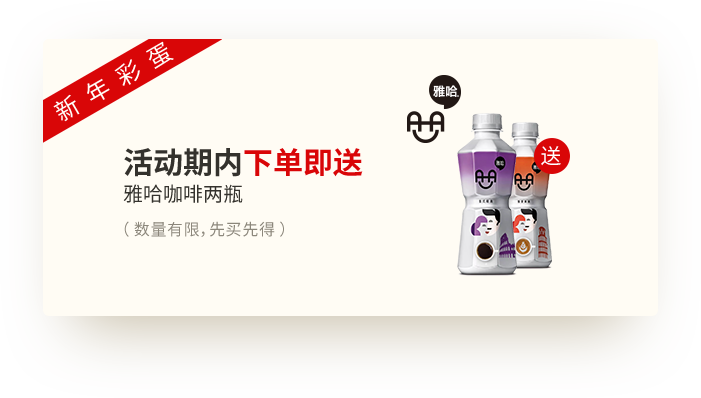 新年彩蛋
活动期内下单即送
雅哈咖啡两瓶
（数量有限，先买先得）
雅哈
送